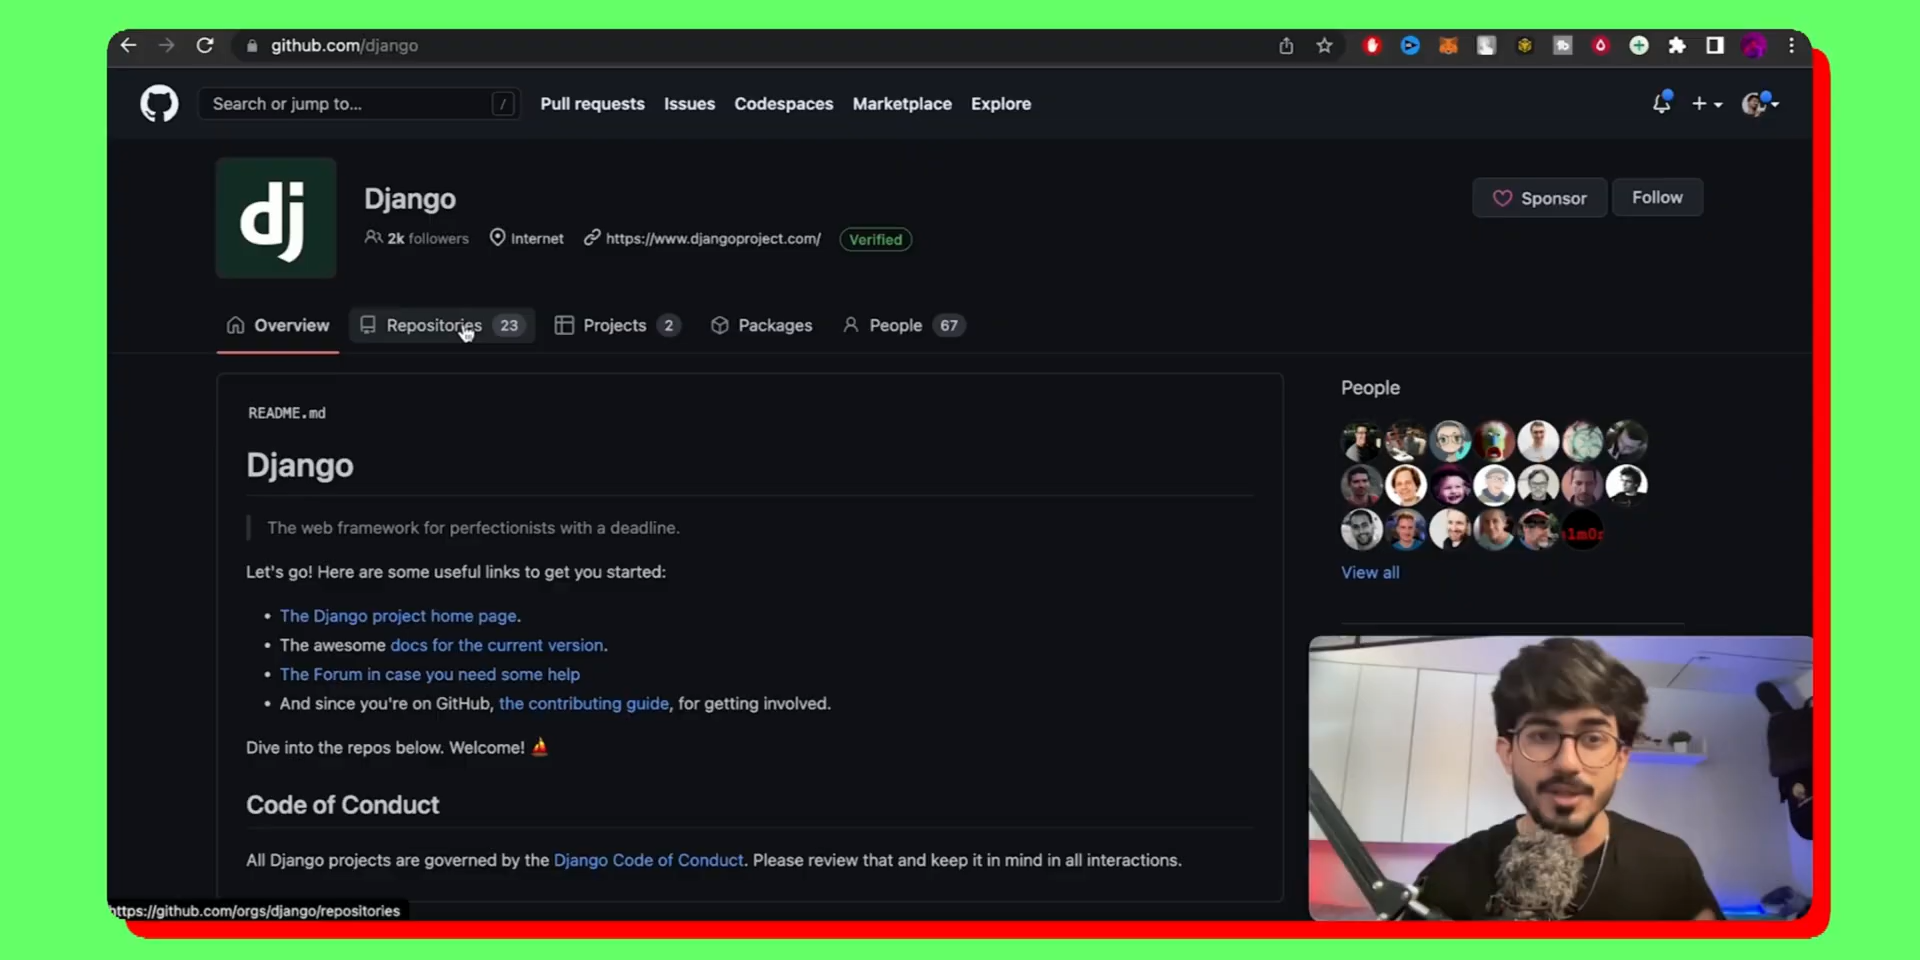 github.com/django
Search or jump to... /
Pull requests Issues Codespaces Marketplace Explore
dj
Django
2k followers Internet https://www.djangoproject.com/ Verified
Sponsor Follow
Overview Repositories 23 Projects 2 Packages People 67
README.md
Django
The web framework for perfectionists with a deadline.
Let's go! Here are some useful links to get you started:
• The Django project home page.
• The awesome docs for the current version.
• The Forum in case you need some help
• And since you're on GitHub, the contributing guide, for getting involved.
Dive into the repos below. Welcome! ⛵
Code of Conduct
All Django projects are governed by the Django Code of Conduct. Please review that and keep it in mind in all interactions.
People
View all
https://github.com/orgs/django/repositories